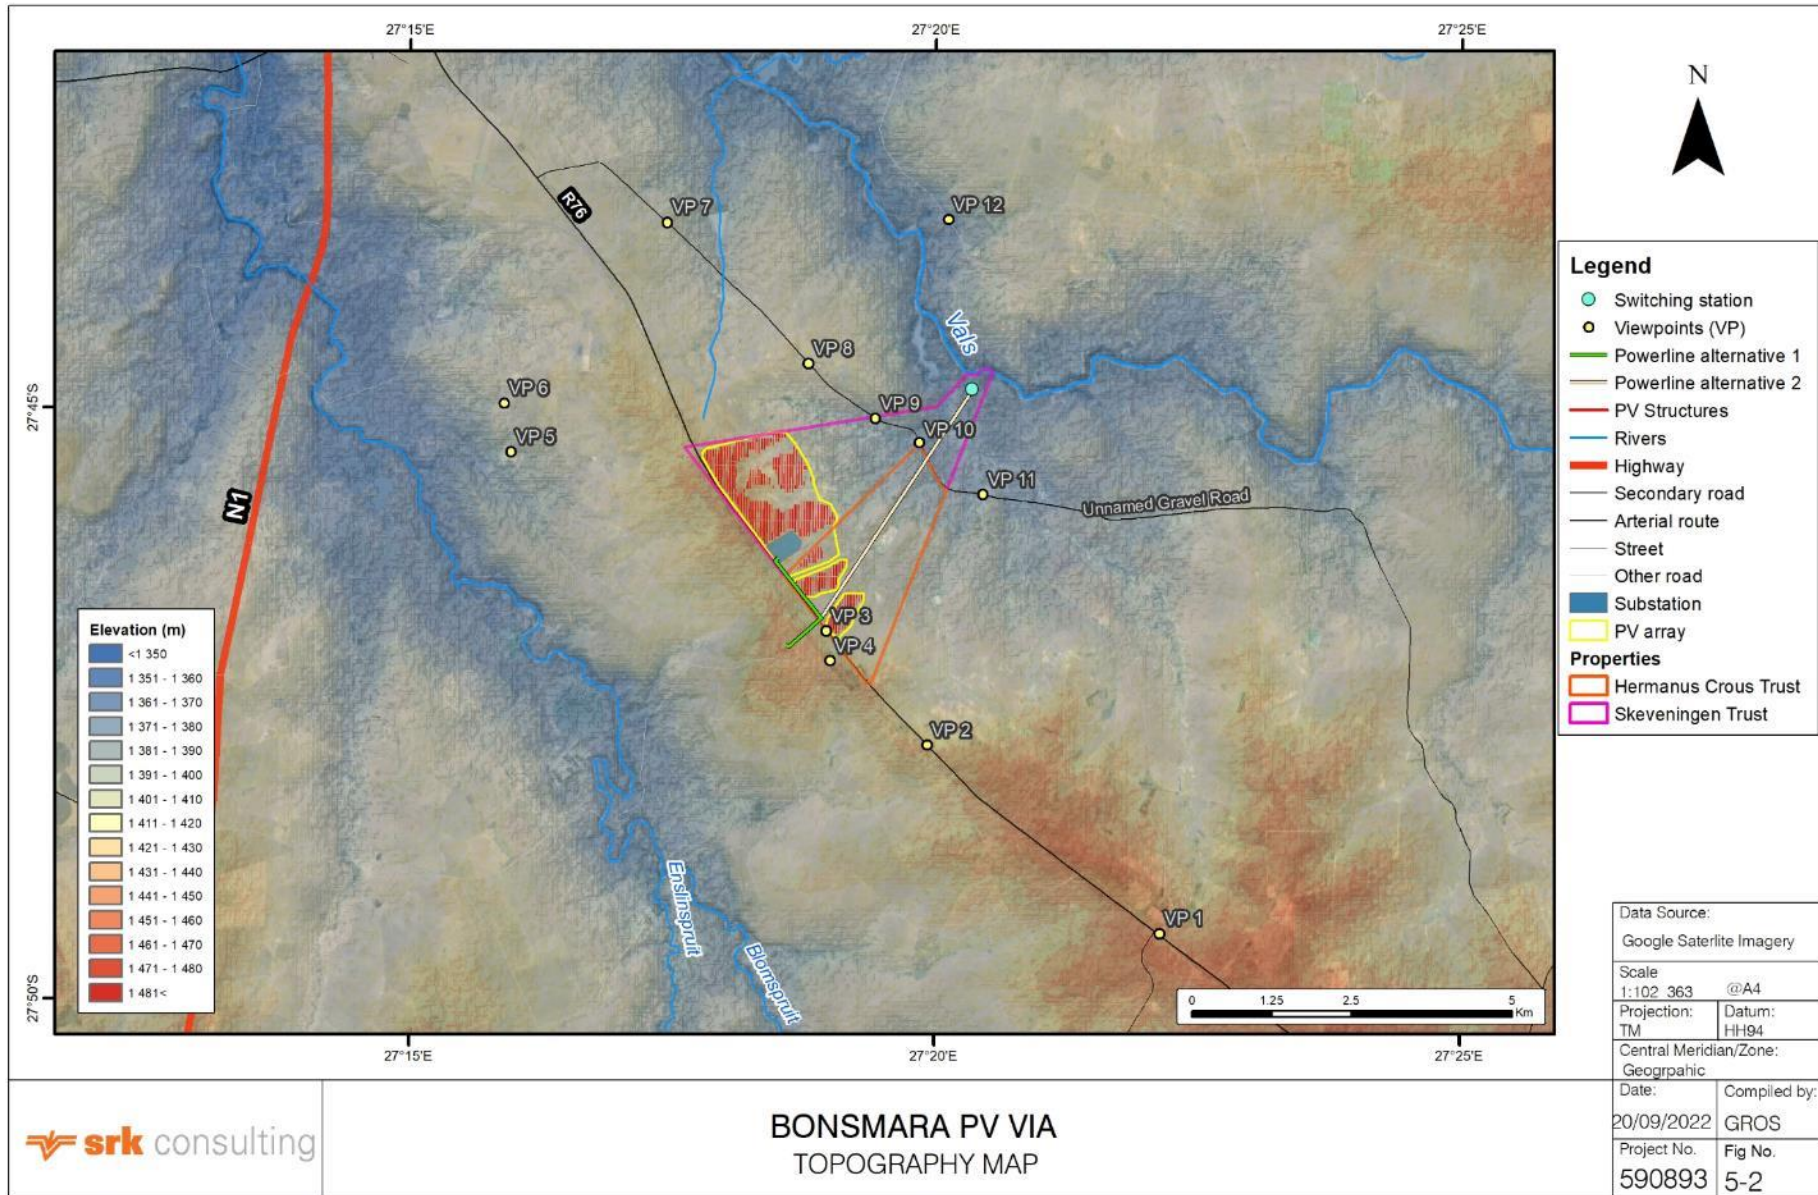 27°15'E
27°20'E
27°25'E
N
R76
VP 7
VP 12
Vals
VP 8
VP 6
VP 9
VP 5
VP 10
VP 11
Unnamed Gravel Road
N1
VP 3
VP 4
VP 2
VP 1
Enslinspruit
Blomspruit
27°45'S
27°50'S
Elevation (m)
<1 350
1 351 - 1 360
1 361 - 1 370
1 371 - 1 380
1 381 - 1 390
1 391 - 1 400
1 401 - 1 410
1 411 - 1 420
1 421 - 1 430
1 431 - 1 440
1 441 - 1 450
1 451 - 1 460
1 461 - 1 470
1 471 - 1 480
1 481<
0 1.25 2.5 5
Km
27°15'E
27°20'E
27°25'E
Legend
Switching station
Viewpoints (VP)
Powerline alternative 1
Powerline alternative 2
PV Structures
Rivers
Highway
Secondary road
Arterial route
Street
Other road
Substation
PV array
Properties
Hermanus Crous Trust
Skeveningen Trust
Data Source:
Google Saterlite Imagery
Scale
1:102 363 @A4
Projection: Datum:
TM HH94
Central Meridian/Zone:
Geogrpahic
Date: Compiled by:
20/09/2022 GROS
Project No. Fig No.
590893 5-2
srk consulting
BONSMARA PV VIA
TOPOGRAPHY MAP